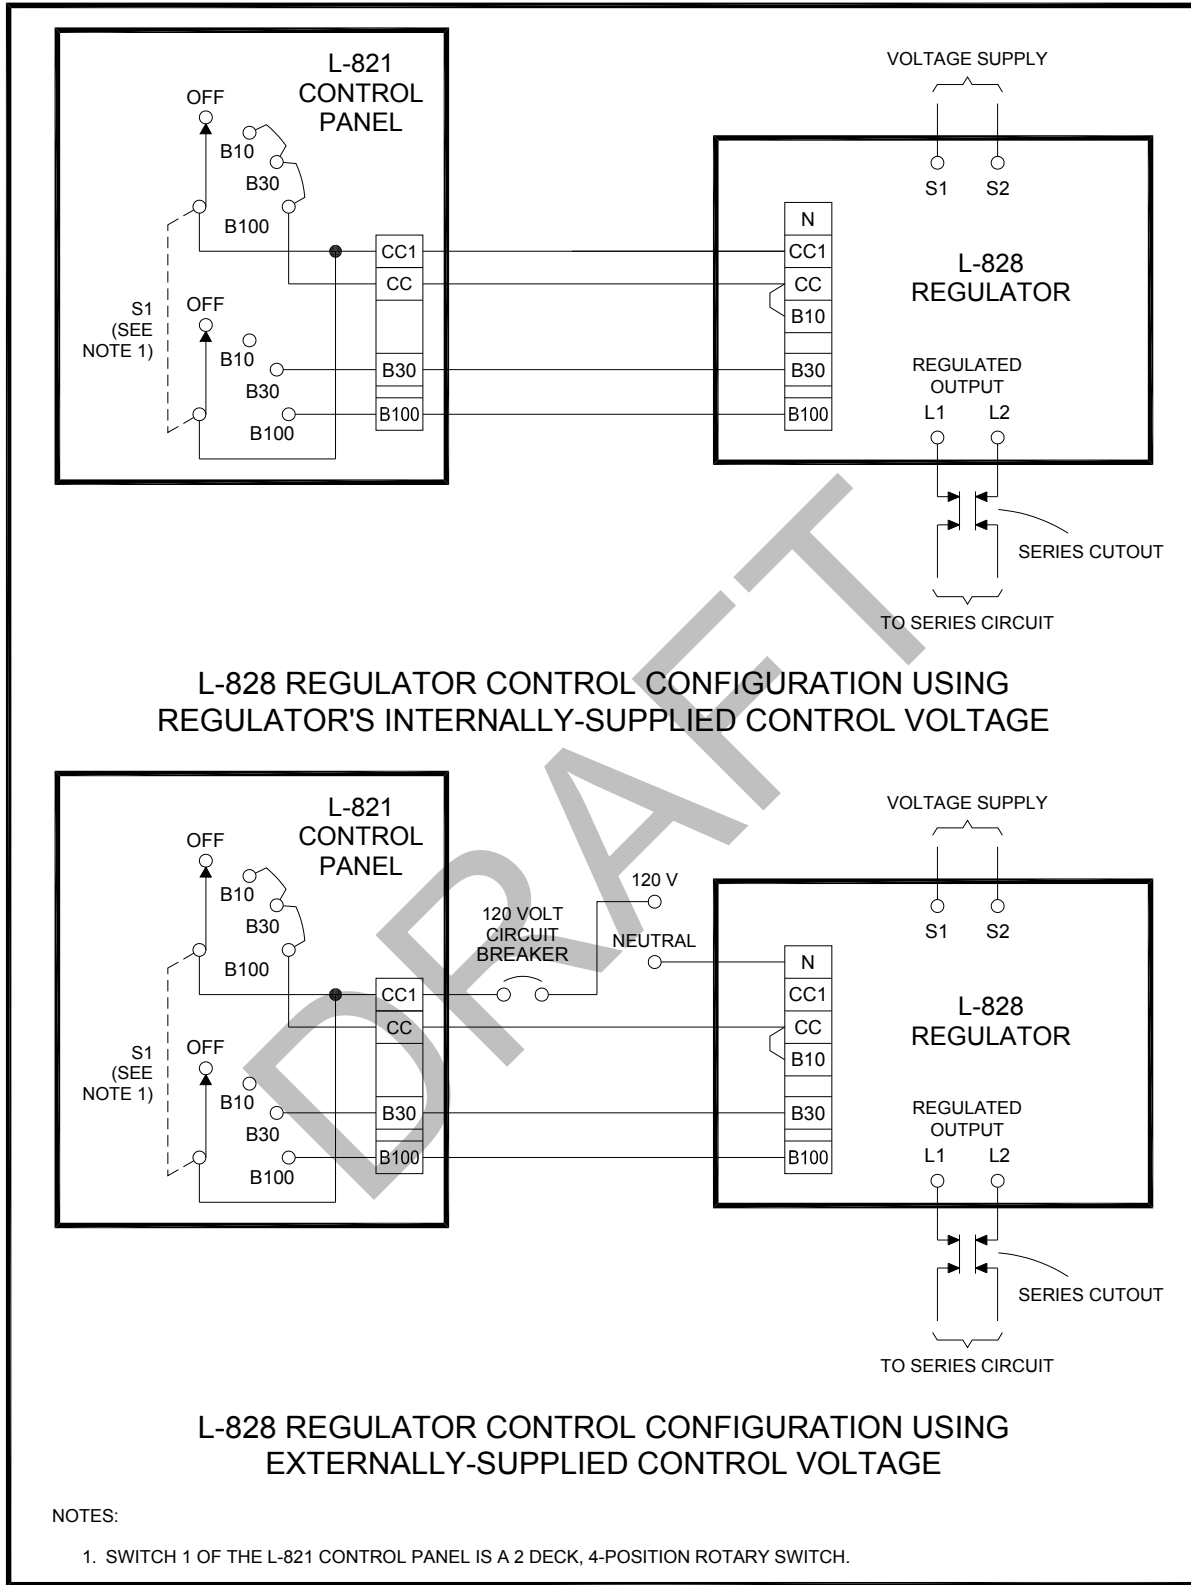 L-821
CONTROL
PANEL
OFF
B10
B30
B100
OFF
B10
B30
B100
S1
(SEE
NOTE 1)
CC1
CC
B30
B100
VOLTAGE SUPPLY
S1 S2
N
CC1
CC
B10
B30
B100
L-828
REGULATOR
REGULATED
OUTPUT
L1 L2
SERIES CUTOUT
TO SERIES CIRCUIT
L-828 REGULATOR CONTROL CONFIGURATION USING
REGULATOR'S INTERNALLY-SUPPLIED CONTROL VOLTAGE
DRAFT
L-821
CONTROL
PANEL
OFF
B10
B30
B100
OFF
B10
B30
B100
S1
(SEE
NOTE 1)
CC1
CC
B30
B100
120 VOLT
CIRCUIT
BREAKER
120 V
NEUTRAL
VOLTAGE SUPPLY
S1 S2
N
CC1
CC
B10
B30
B100
L-828
REGULATOR
REGULATED
OUTPUT
L1 L2
SERIES CUTOUT
TO SERIES CIRCUIT
L-828 REGULATOR CONTROL CONFIGURATION USING
EXTERNALLY-SUPPLIED CONTROL VOLTAGE
NOTES:
1. SWITCH 1 OF THE L-821 CONTROL PANEL IS A 2 DECK, 4-POSITION ROTARY SWITCH.